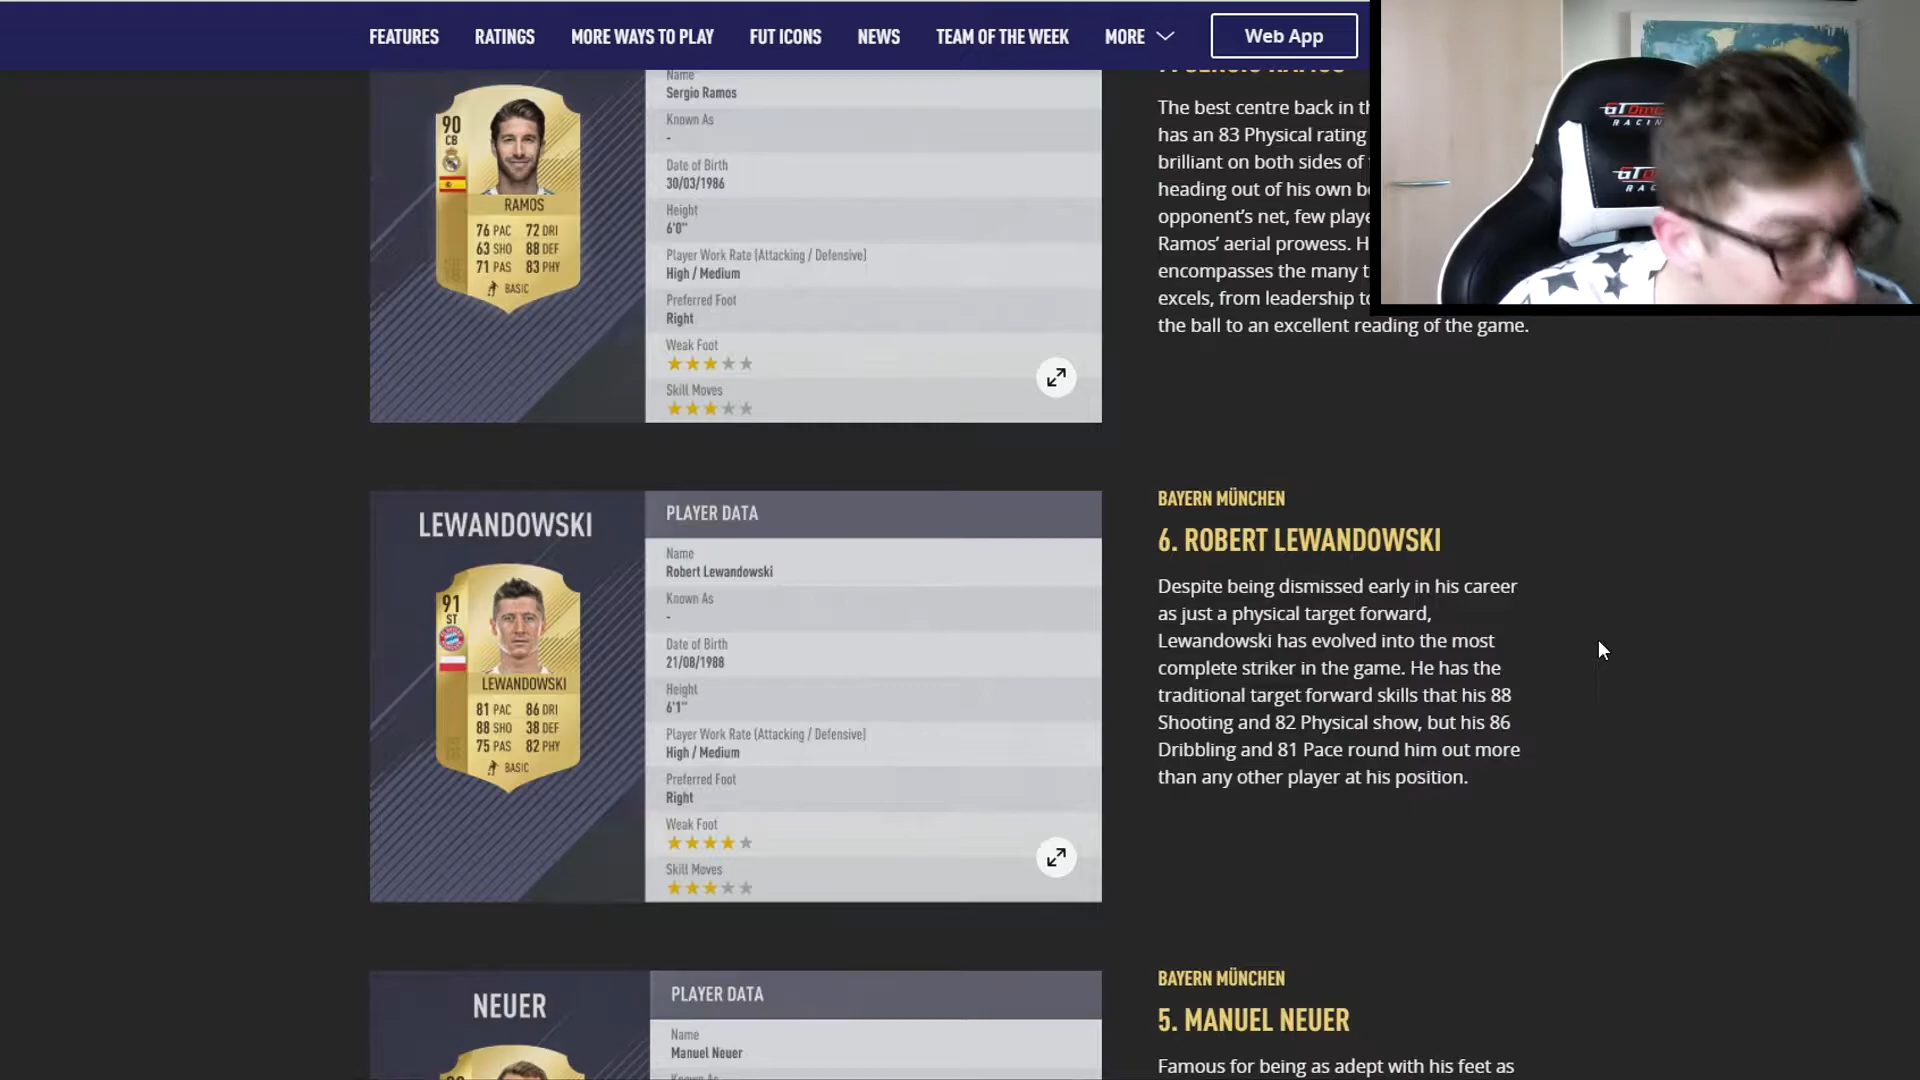 FEATURES RATINGS MORE WAYS TO PLAY FUT ICONS NEWS TEAM OF THE WEEK MORE Web App
90
CB
RAMOS
76 PAC 72 DRI
63 SHO 88 DEF
71 PAS 83 PHY
BASIC
Name
Sergio Ramos
Known As
-
Date of Birth
30/03/1986
Height
6'0"
Player Work Rate (Attacking / Defensive)
High / Medium
Preferred Foot
Right
Weak Foot
Skill Moves
The best centre back in
has an 83 Physical rating
brilliant on both sides of
heading out of his own
opponent's net, few
Ramos' aerial prowess.
encompasses the many
excels, from leadership
the ball to an excellent reading of the game.
LEWANDOWSKI
91
ST
LEWANDOWSKI
81 PAC 86 DRI
88 SHO 38 DEF
75 PAS 82 PHY
BASIC
PLAYER DATA
Name
Robert Lewandowski
Known As
-
Date of Birth
21/08/1988
Height
6'1"
Player Work Rate (Attacking / Defensive)
High / Medium
Preferred Foot
Right
Weak Foot
Skill Moves
BAYERN MÜNCHEN
6. ROBERT LEWANDOWSKI
Despite being dismissed early in his career
as just a physical target forward,
Lewandowski has evolved into the most
complete striker in the game. He has the
traditional target forward skills that his 88
Shooting and 82 Physical show, but his 86
Dribbling and 81 Pace round him out more
than any other player at his position.
NEUER
PLAYER DATA
Name
Manuel Neuer
BAYERN MÜNCHEN
5. MANUEL NEUER
Famous for being as adept with his feet as